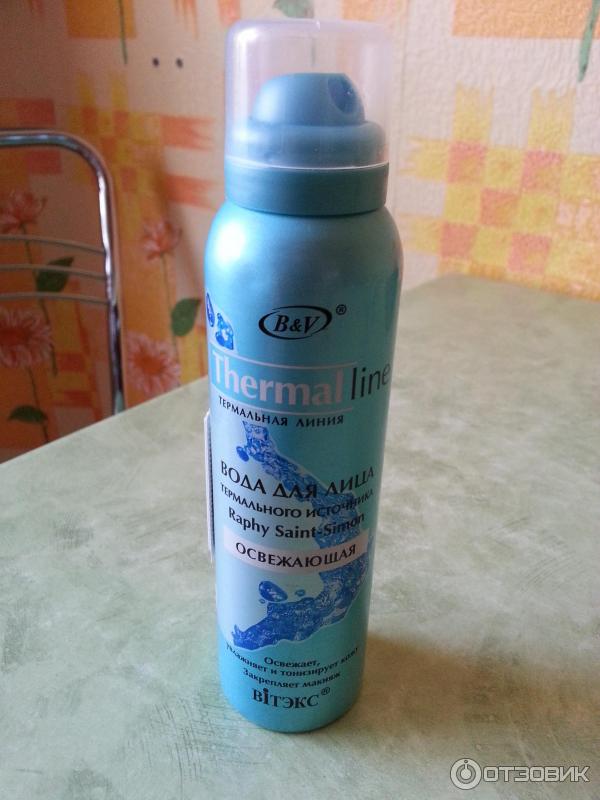 B&V®
Thermal line
ТЕРМАЛЬНАЯ ЛИНИЯ
ВОДА ДЛЯ ЛИЦА
ТЕРМАЛЬНОГО ИСТОЧНИКА
Raphy Saint-Simon
ОСВЕЖАЮЩАЯ
Освежает,
увлажняет и тонизирует кожу
Закрепляет макияж
ВіТЭКС®
ОТЗОВИК